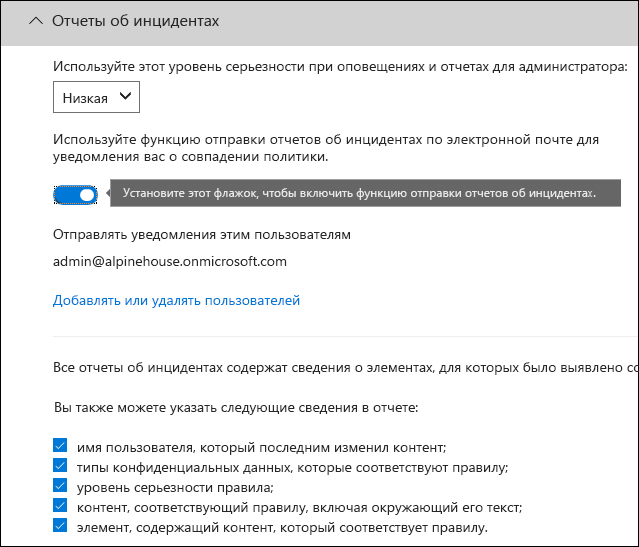 Отчеты об инцидентах
Используйте этот уровень серьезности при оповещениях и отчетах для администратора:
Низкая
Используйте функцию отправки отчетов об инцидентах по электронной почте для
уведомления вас о совпадении политики.
Установите этот флажок, чтобы включить функцию отправки отчетов об инцидентах.
Отправлять уведомления этим пользователям
admin@alpinehouse.onmicrosoft.com
Добавлять или удалять пользователей
Все отчеты об инцидентах содержат сведения о элементах, для которых было выявлено со
Вы также можете указать следующие сведения в отчете:
имя пользователя, который последним изменил контент;
типы конфиденциальных данных, которые соответствуют правилу;
уровень серьезности правила;
контент, соответствующий правилу, включая окружающий его текст;
элемент, содержащий контент, который соответствует правилу.